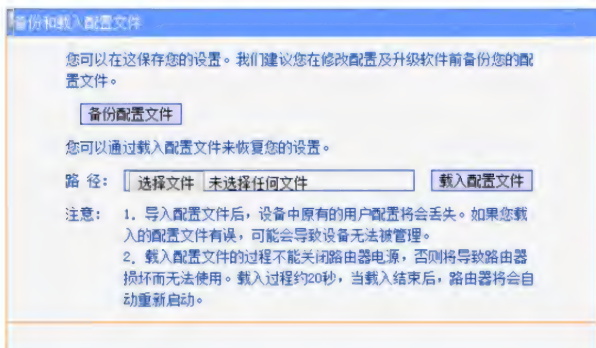 备份和载入配置文件
您可以在这保存您的设置。我们建议您在修改配置及升级软件前备份您的配
置文件。
备份配置文件
您可以通过载入配置文件来恢复您的设置。
路 径： 选择文件 未选择任何文件 载入配置文件
注意： 1. 导入配置文件后，设备中原有的用户配置将会丢失。如果您载
入的配置文件有误，可能会导致设备无法被管理。
2. 载入配置文件的过程不能关闭路由器电源，否则将导致路由器
损坏而无法使用。载入过程约20秒，当载入结束后，路由器将会自
动重新启动。